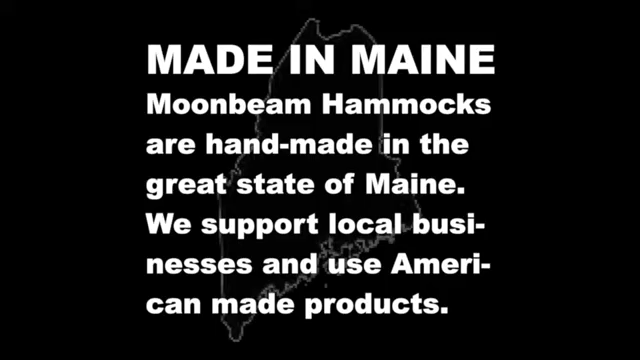 MADE IN MAINE
Moonbeam Hammocks
are hand-made in the
great state of Maine.
We support local busi-
nesses and use Ameri-
can made products.